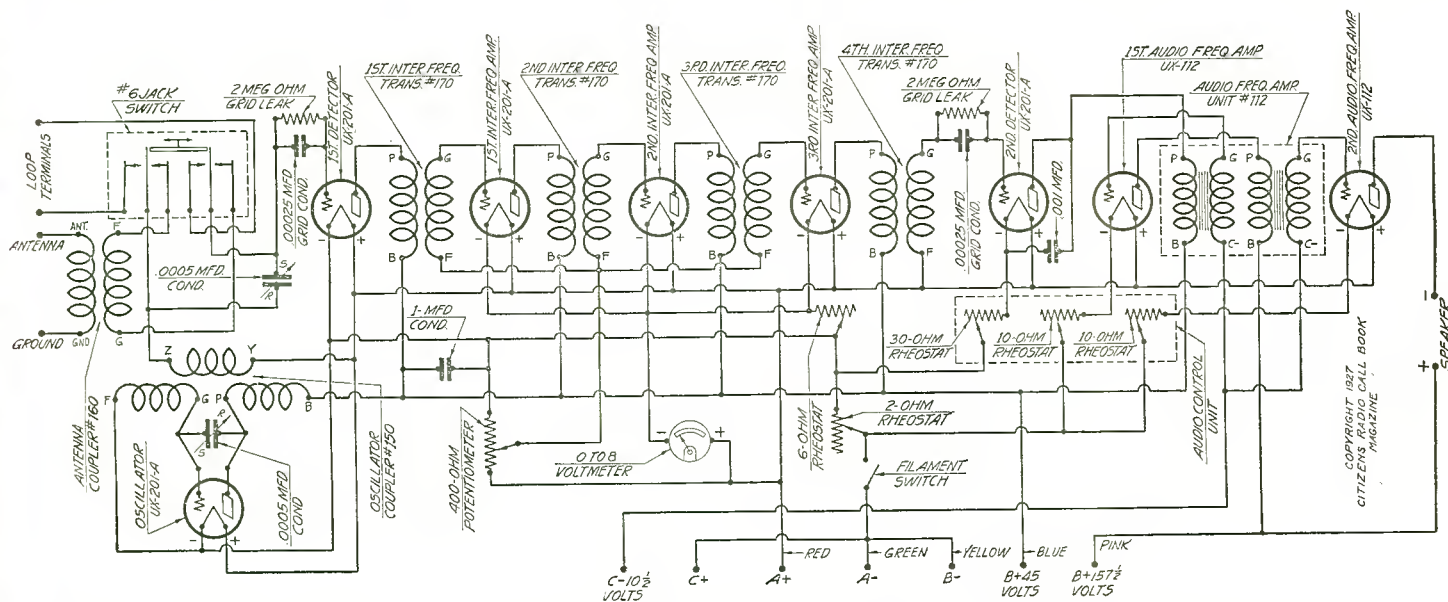 #6 JACK
SWITCH
2 MEG OHM
GRID LEAK
.00025 MFD.
GRID COND.
1ST. DETECTOR
UX-201-A
1ST. INTER. FREQ.
TRANS. #170
1ST. INTER. FREQ. AMP.
UX-201-A
2ND INTER. FREQ.
TRANS. #170
2ND. INTER. FREQ. AMP.
UX-201-A
3RD. INTER. FREQ.
TRANS. #170
3RD. INTER FREQ. AMP
UX-201-A
4TH. INTER. FREQ.
TRANS. #170
2 MEG OHM
GRID LEAK
.00025 MFD.
GRID COND.
2ND. DETECTOR
UX-201-A
.001 MFD.
1ST. AUDIO FREQ. AMP
UX-112
AUDIO FREQ. AMP.
UNIT #112
2ND. AUDIO. FREQ. AMP
UX-112
LOOP
TERMINALS
ANTENNA
GROUND
ANT.
GND
F
G
.0005 MFD.
COND.
S
R
P G P G P G P G P G P G
B F B F B F B F B C- B C-
- + - + - + - + - + - + - +
Z Y
F G P B
R
S
ANTENNA
COUPLER #160
OSCILLATOR
UX-201-A
- +
.0005 MFD
COND
OSCILLATOR
COUPLER #150
1-MFD
COND.
400-OHM
POTENTIOMETER
- +
0 TO 8
VOLTMETER
6-OHM
RHEOSTAT
30-OHM
RHEOSTAT
10-OHM
RHEOSTAT
10-OHM
RHEOSTAT
2-OHM
RHEOSTAT
FILAMENT
SWITCH
AUDIO CONTROL
UNIT
COPYRIGHT 1927
CITIZENS RADIO CALL BOOK
MAGAZINE
-
SPEAKER
+
RED
GREEN
YELLOW
BLUE
PINK
C-10 1/2
VOLTS
C+
A+
A-
B-
B+45
VOLTS
B+157 1/2
VOLTS